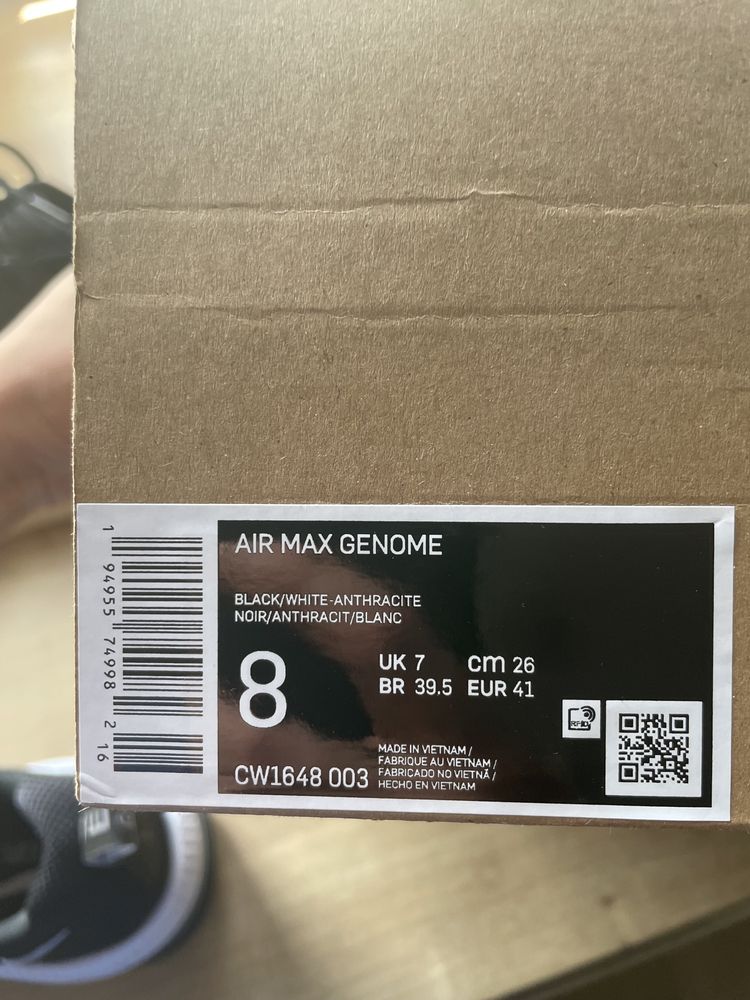 AIR MAX GENOME
BLACK/WHITE-ANTHRACITE
NOIR/ANTHRACIT/BLANC
8
UK 7 cm 26
BR 39.5 EUR 41
CW1648 003
MADE IN VIETNAM /
FABRIQUE AU VIETNAM /
FABRICADO NO VIETNÃ /
HECHO EN VIETNAM
RFID
1 94955 74998 2 16